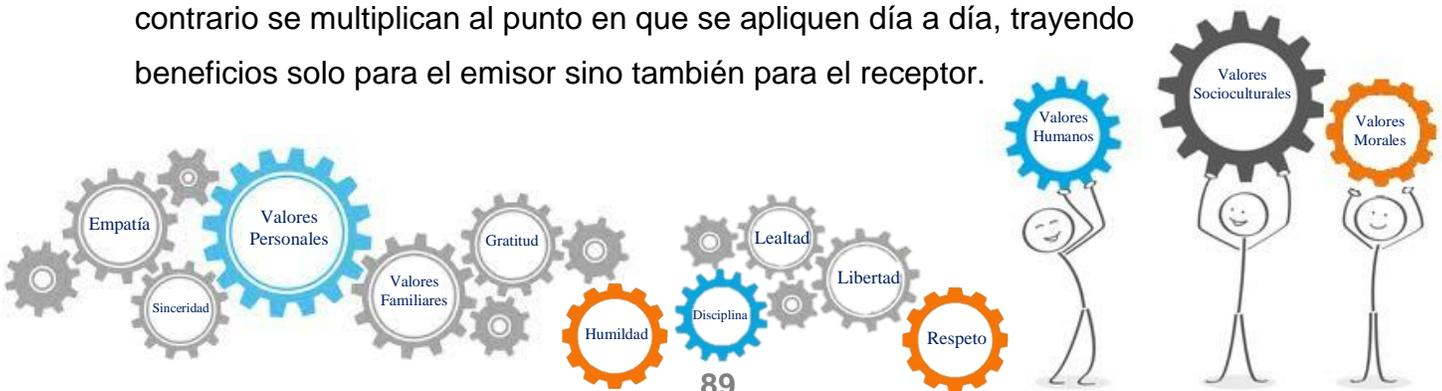 contrario se multiplican al punto en que se apliquen día a día, trayendo
beneficios solo para el emisor sino también para el receptor.
Valores
Humanos
Valores
Socioculturales
Valores
Morales
Empatía
Valores
Personales
Sinceridad
Valores
Familiares
Gratitud
Humildad
Disciplina
Lealtad
Libertad
Respeto
89